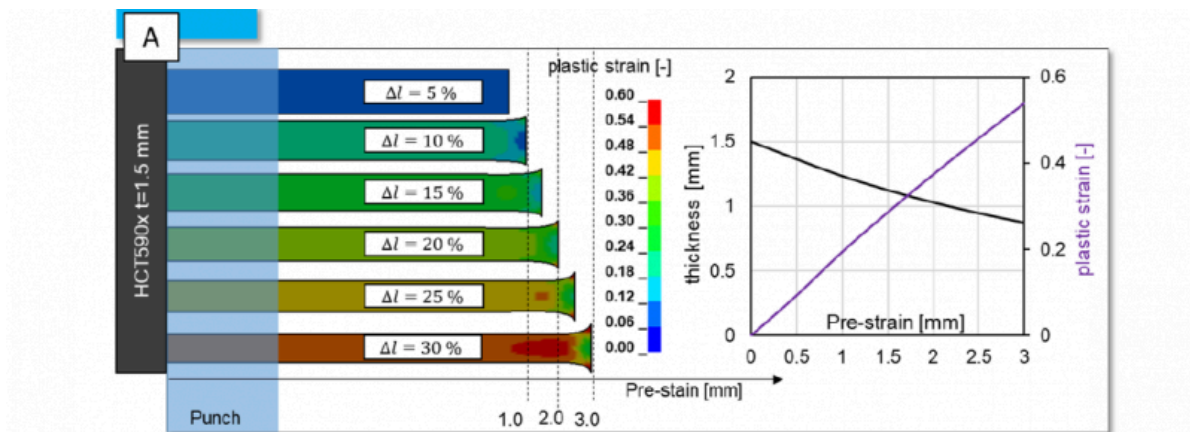 A
HCT590x t=1.5 mm
Δl = 5 %
Δl = 10 %
Δl = 15 %
Δl = 20 %
Δl = 25 %
Δl = 30 %
Punch
1.0 2.0 3.0
Pre-stain [mm]
plastic strain [-]
0.60
0.54
0.48
0.42
0.36
0.30
0.24
0.18
0.12
0.06
0.00
thickness [mm]
2
1.5
1
0.5
0
0.6
0.4
0.2
0
plastic strain [-]
Pre-strain [mm]
0 0.5 1 1.5 2 2.5 3